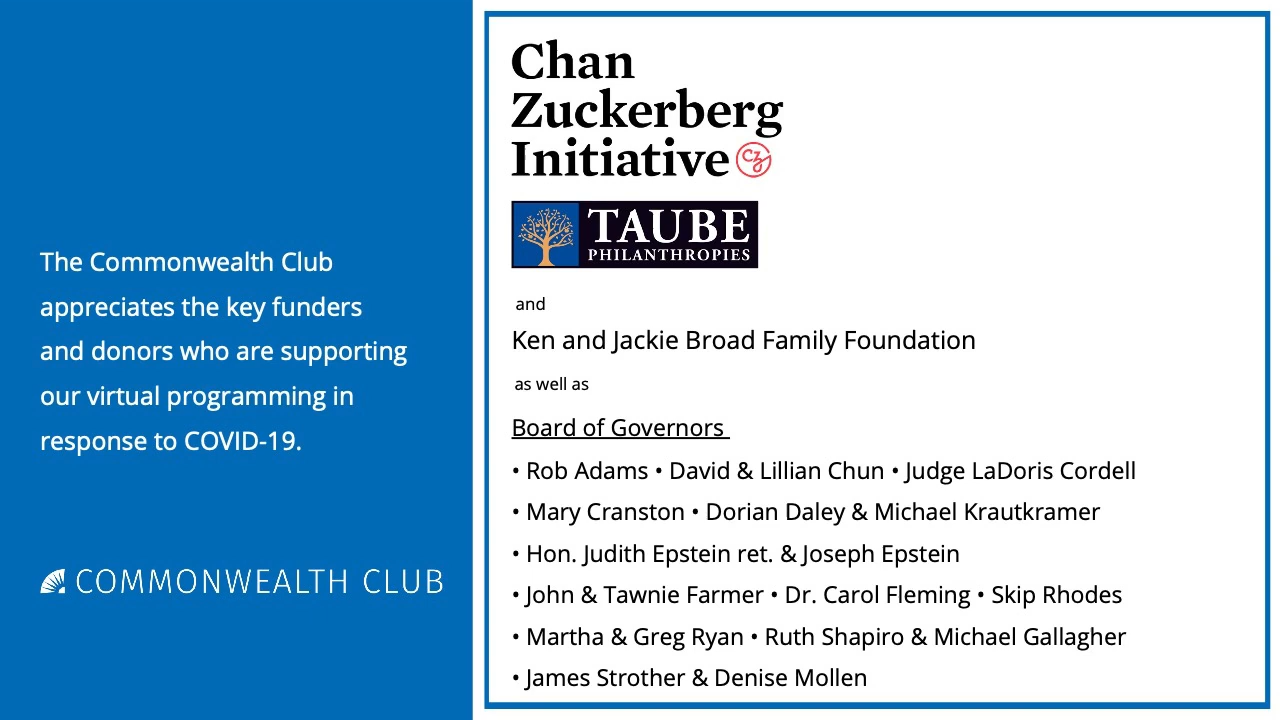 The Commonwealth Club
appreciates the key funders
and donors who are supporting
our virtual programming in
response to COVID-19.
COMMONWEALTH CLUB
Chan
Zuckerberg
Initiative CZ
TAUBE
PHILANTHROPIES
and
Ken and Jackie Broad Family Foundation
as well as
Board of Governors
• Rob Adams • David & Lillian Chun • Judge LaDoris Cordell
• Mary Cranston • Dorian Daley & Michael Krautkramer
• Hon. Judith Epstein ret. & Joseph Epstein
• John & Tawnie Farmer • Dr. Carol Fleming • Skip Rhodes
• Martha & Greg Ryan • Ruth Shapiro & Michael Gallagher
• James Strother & Denise Mollen